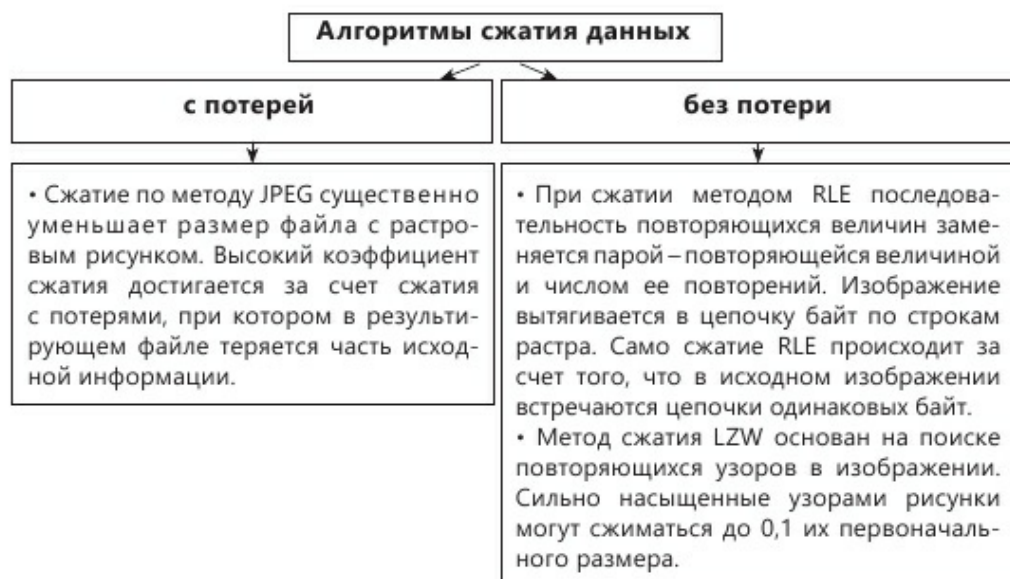 Алгоритмы сжатия данных
с потерей
без потери
• Сжатие по методу JPEG существенно
уменьшает размер файла с растро-
вым рисунком. Высокий коэффициент
сжатия достигается за счет сжатия
с потерями, при котором в результи-
рующем файле теряется часть исход-
ной информации.
• При сжатии методом RLE последова-
тельность повторяющихся величин заме-
няется парой – повторяющейся величиной
и числом ее повторений. Изображение
вытягивается в цепочку байт по строкам
растра. Само сжатие RLE происходит за
счет того, что в исходном изображении
встречаются цепочки одинаковых байт.
• Метод сжатия LZW основан на поиске
повторяющихся узоров в изображении.
Сильно насыщенные узорами рисунки
могут сжиматься до 0,1 их первоначаль-
ного размера.